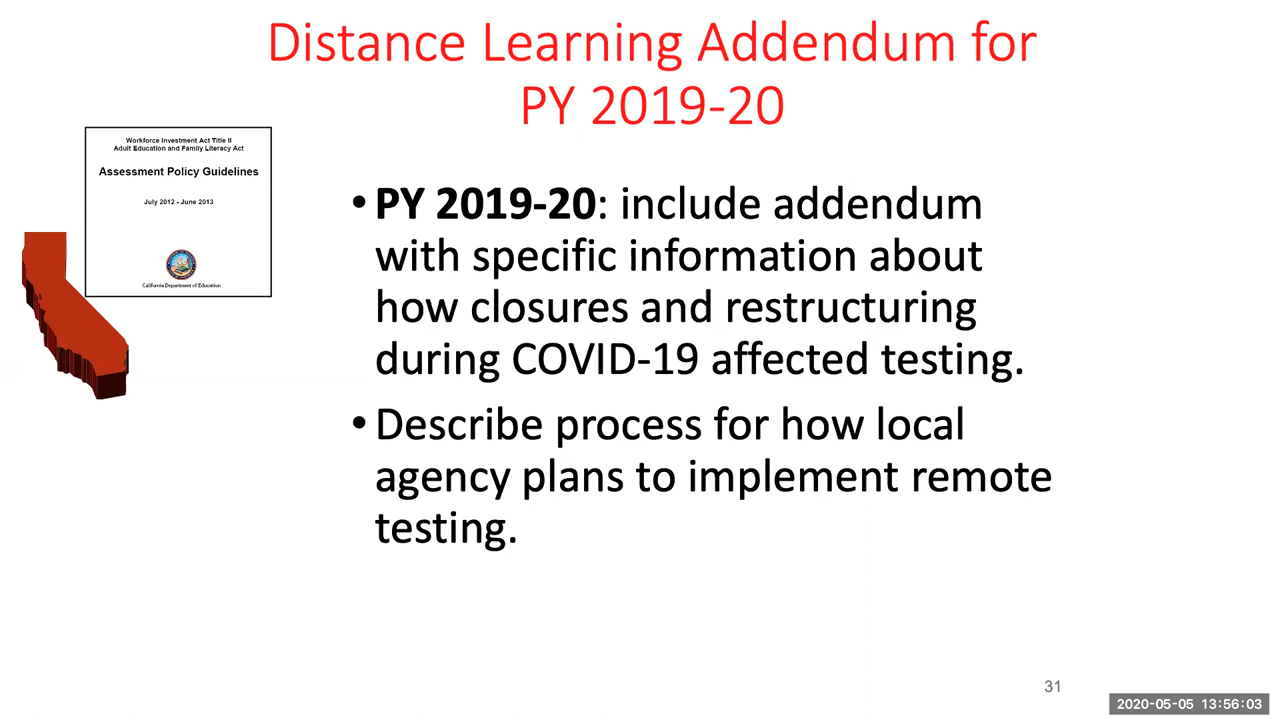 Distance Learning Addendum for
PY 2019-20
Workforce Investment Act Title II
Adult Education and Family Literacy Act
Assessment Policy Guidelines
July 2012 - June 2013
California Department of Education
• PY 2019-20: include addendum
with specific information about
how closures and restructuring
during COVID-19 affected testing.
• Describe process for how local
agency plans to implement remote
testing.
31
2020-05-05 13:56:03